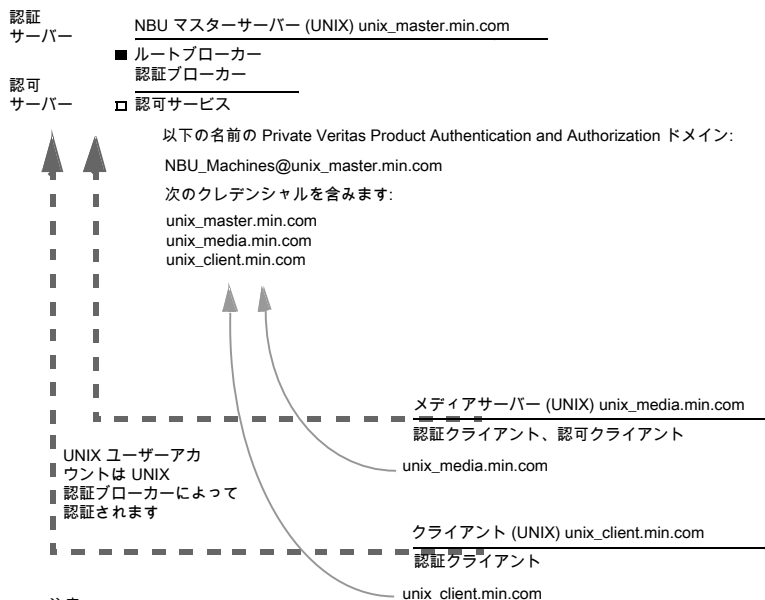 認証
サーバー
NBU マスターサーバー (UNIX) unix_master.min.com
ルートブローカー
認証ブローカー
認可
サーバー
認可サービス
以下の名前の Private Veritas Product Authentication and Authorization ドメイン:
NBU_Machines@unix_master.min.com
次のクレデンシャルを含みます:
unix_master.min.com
unix_media.min.com
unix_client.min.com
メディアサーバー (UNIX) unix_media.min.com
認証クライアント、認可クライアント
unix_media.min.com
UNIX ユーザーアカ
ウントは UNIX
認証ブローカーによって
認証されます
クライアント (UNIX) unix_client.min.com
認証クライアント
unix_client.min.com